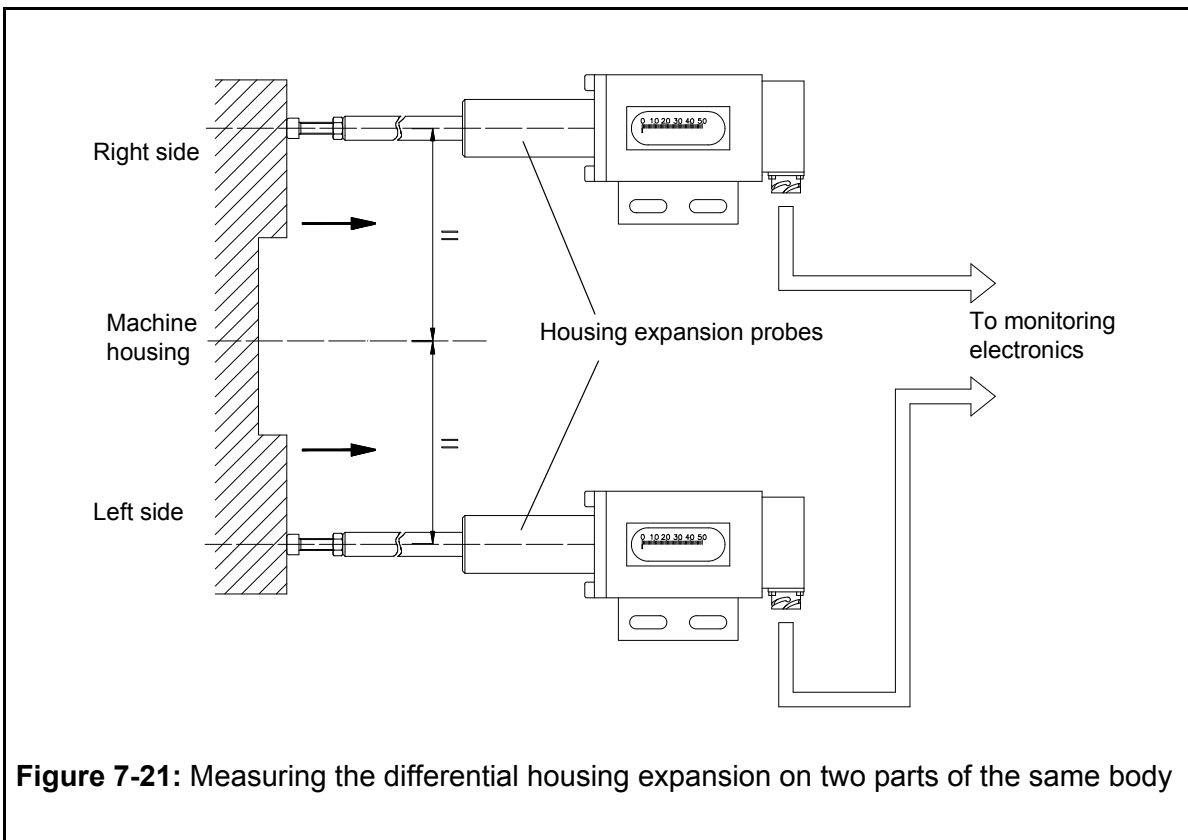 0 10 20 30 40 50
Right side
Machine
housing
Housing expansion probes
To monitoring
electronics
Left side
0 10 20 30 40 50
Figure 7-21: Measuring the differential housing expansion on two parts of the same body